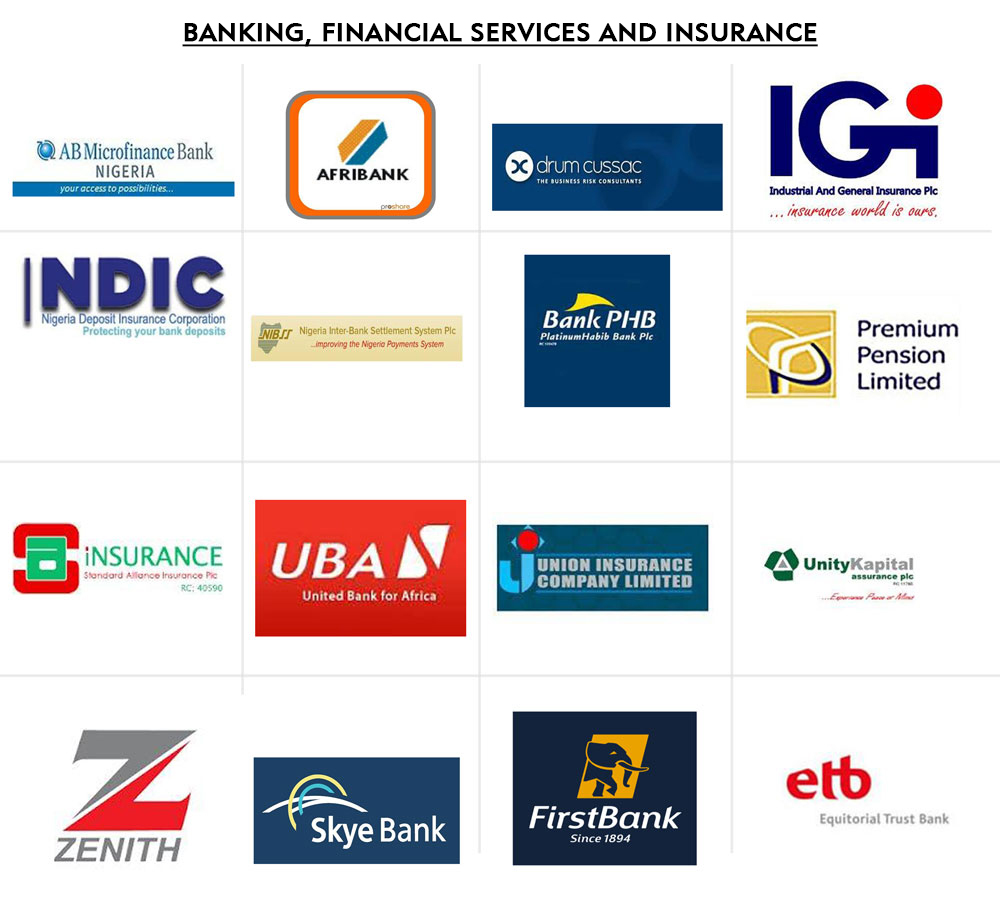 BANKING, FINANCIAL SERVICES AND INSURANCE
AB Microfinance Bank
NIGERIA
your access to possibilities...
AFRIBANK
proshare
drum cussac
THE BUSINESS RISK CONSULTANTS
IGi
Industrial And General Insurance Plc
...insurance world is ours.
NDIC
Nigeria Deposit Insurance Corporation
Protecting your bank deposits
NIBSS
Nigeria Inter-Bank Settlement System Plc
...improving the Nigeria Payments System
Bank PHB
PlatinumHabib Bank Plc
Premium
Pension
Limited
iNSURANCE
Standard Alliance Insurance Plc
RC: 40590
UBA
United Bank for Africa
UNION INSURANCE
COMPANY LIMITED
UnityKapital
assurance plc
...Experience Peace of Mind
ZENITH
Skye Bank
FirstBank
Since 1894
etb
Equitorial Trust Bank